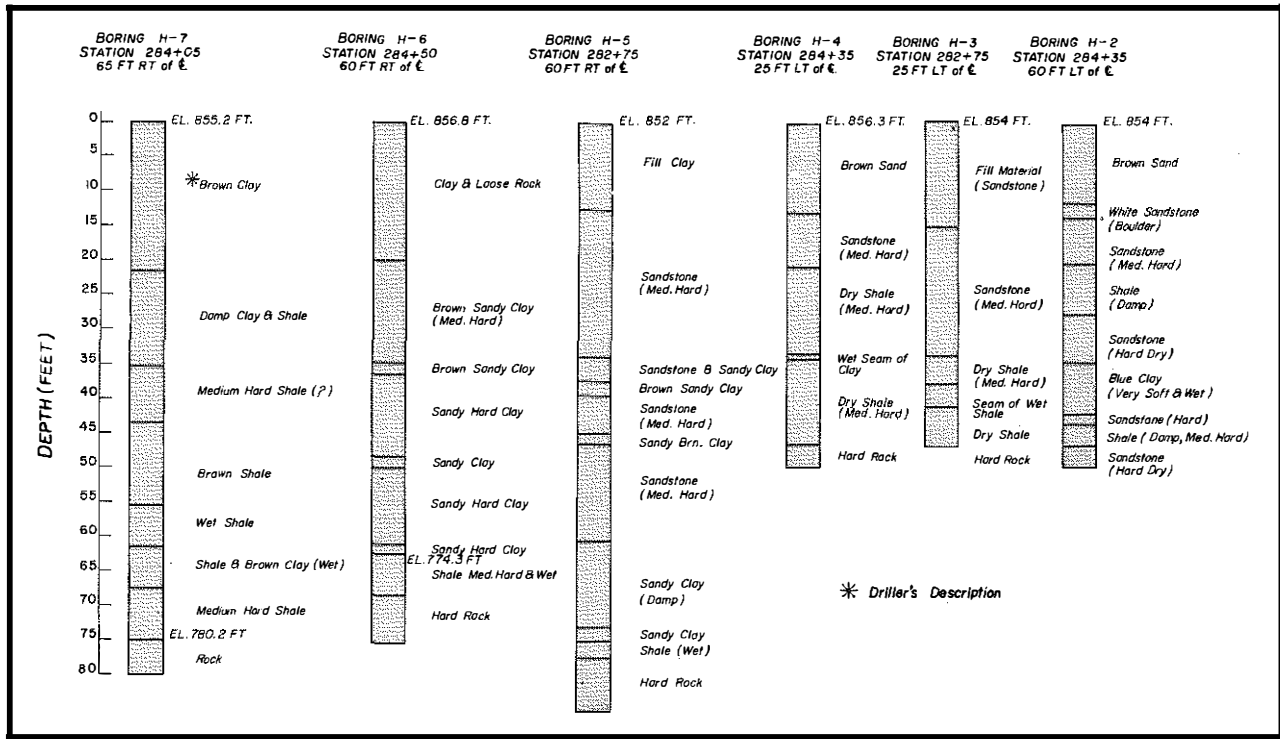 BORING H-7
STATION 284+05
65 FT RT of ℄
BORING H-6
STATION 284+50
60 FT RT of ℄
BORING H-5
STATION 282+75
60 FT RT of ℄
BORING H-4
STATION 284+35
25 FT LT of ℄
BORING H-3
STATION 282+75
25 FT LT of ℄
BORING H-2
STATION 284+35
60 FT LT of ℄
DEPTH (FEET)
0
5
10
15
20
25
30
35
40
45
50
55
60
65
70
75
80
EL. 855.2 FT.
* Brown Clay
Damp Clay & Shale
Medium Hard Shale (?)
Brown Shale
Wet Shale
Shale & Brown Clay (Wet)
Medium Hard Shale
EL. 780.2 FT
Rock
EL. 856.8 FT.
Clay & Loose Rock
Brown Sandy Clay
(Med. Hard)
Brown Sandy Clay
Sandy Hard Clay
Sandy Clay
Sandy Hard Clay
Sandy Hard Clay
EL. 774.3 FT
Shale Med. Hard & Wet
Hard Rock
EL. 852 FT.
Fill Clay
Sandstone
(Med. Hard)
Sandstone & Sandy Clay
Brown Sandy Clay
Sandstone
(Med. Hard)
Sandy Brn. Clay
Sandstone
(Med. Hard)
Sandy Clay
(Damp)
Sandy Clay
Shale (Wet)
Hard Rock
EL. 856.3 FT.
Brown Sand
Sandstone
(Med. Hard)
Dry Shale
(Med. Hard)
Wet Seam of
Clay
Dry Shale
(Med. Hard)
Hard Rock
EL. 854 FT.
Fill Material
(Sandstone)
Sandstone
(Med. Hard)
Dry Shale
(Med. Hard)
Seam of Wet
Shale
Dry Shale
Hard Rock
EL. 854 FT.
Brown Sand
White Sandstone
(Boulder)
Sandstone
(Med. Hard)
Shale
(Damp)
Sandstone
(Hard Dry)
Blue Clay
(Very Soft & Wet)
Sandstone (Hard)
Shale (Damp, Med. Hard)
Sandstone
(Hard Dry)
* Driller's Description